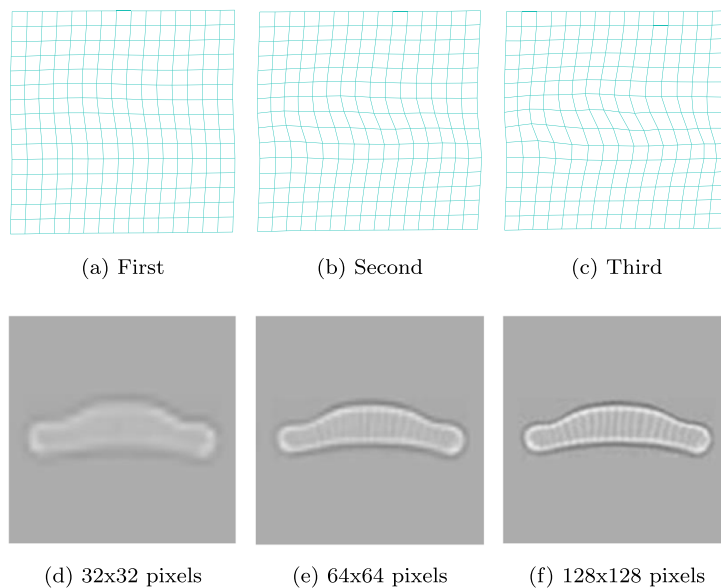 (a) First
(b) Second
(c) Third
(d) 32x32 pixels
(e) 64x64 pixels
(f) 128x128 pixels